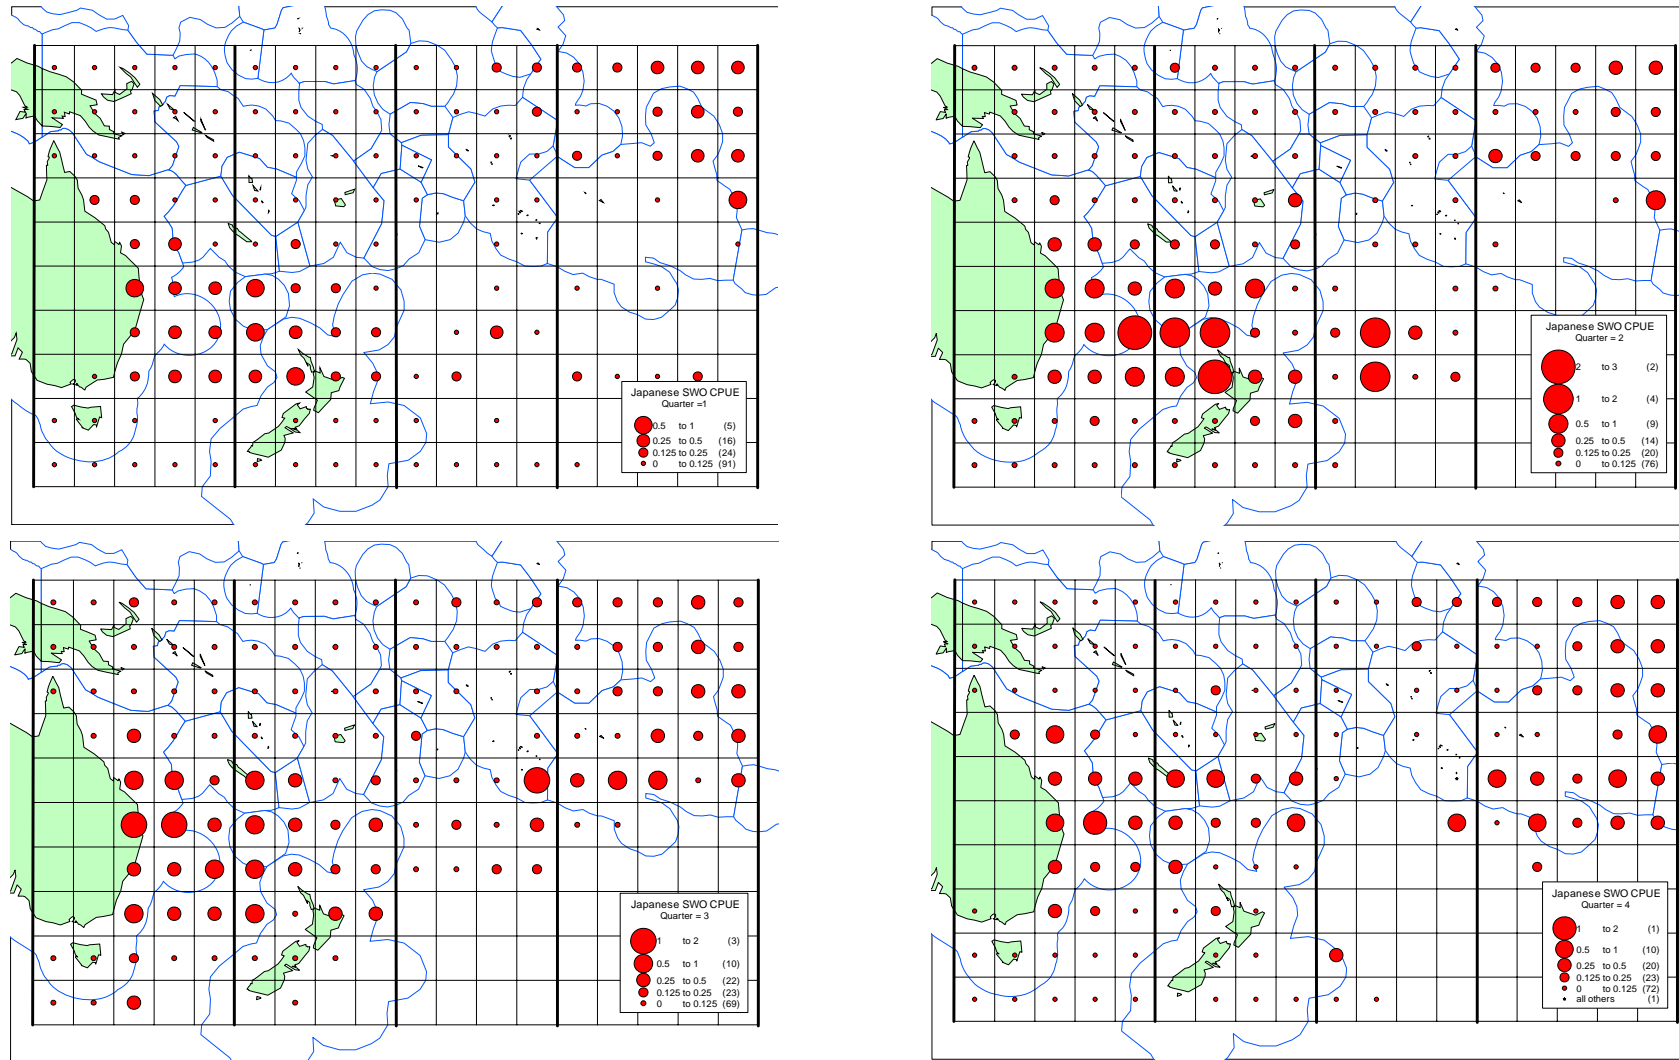 Japanese SWO CPUE
Quarter =1
0.5 to 1 (5)
0.25 to 0.5 (16)
0.125 to 0.25 (24)
0 to 0.125 (91)
Japanese SWO CPUE
Quarter = 2
2 to 3 (2)
1 to 2 (4)
0.5 to 1 (9)
0.25 to 0.5 (14)
0.125 to 0.25 (20)
0 to 0.125 (76)
Japanese SWO CPUE
Quarter = 3
1 to 2 (3)
0.5 to 1 (10)
0.25 to 0.5 (22)
0.125 to 0.25 (23)
0 to 0.125 (69)
Japanese SWO CPUE
Quarter = 4
1 to 2 (1)
0.5 to 1 (10)
0.25 to 0.5 (20)
0.125 to 0.25 (23)
0 to 0.125 (72)
all others (1)